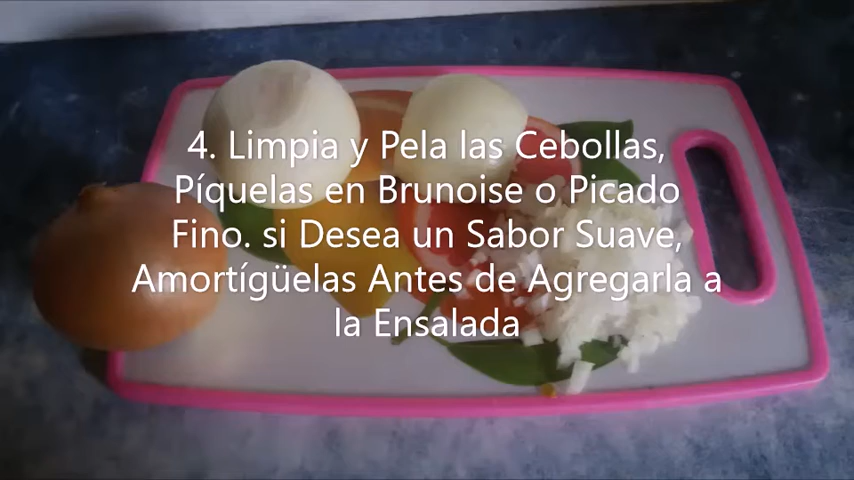 4. Limpia y Pela las Cebollas,
Píquelas en Brunoise o Picado
Fino. si Desea un Sabor Suave,
Amortígüelas Antes de Agregarla a
la Ensalada